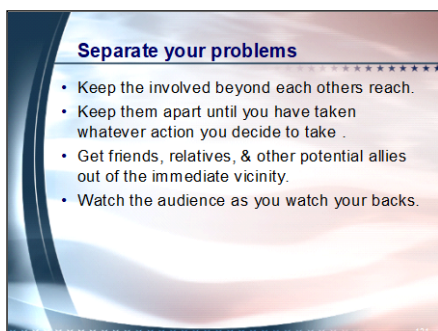 Separate your problems
• Keep the involved beyond each others reach.
• Keep them apart until you have taken
whatever action you decide to take .
• Get friends, relatives, & other potential allies
out of the immediate vicinity.
• Watch the audience as you watch your backs.